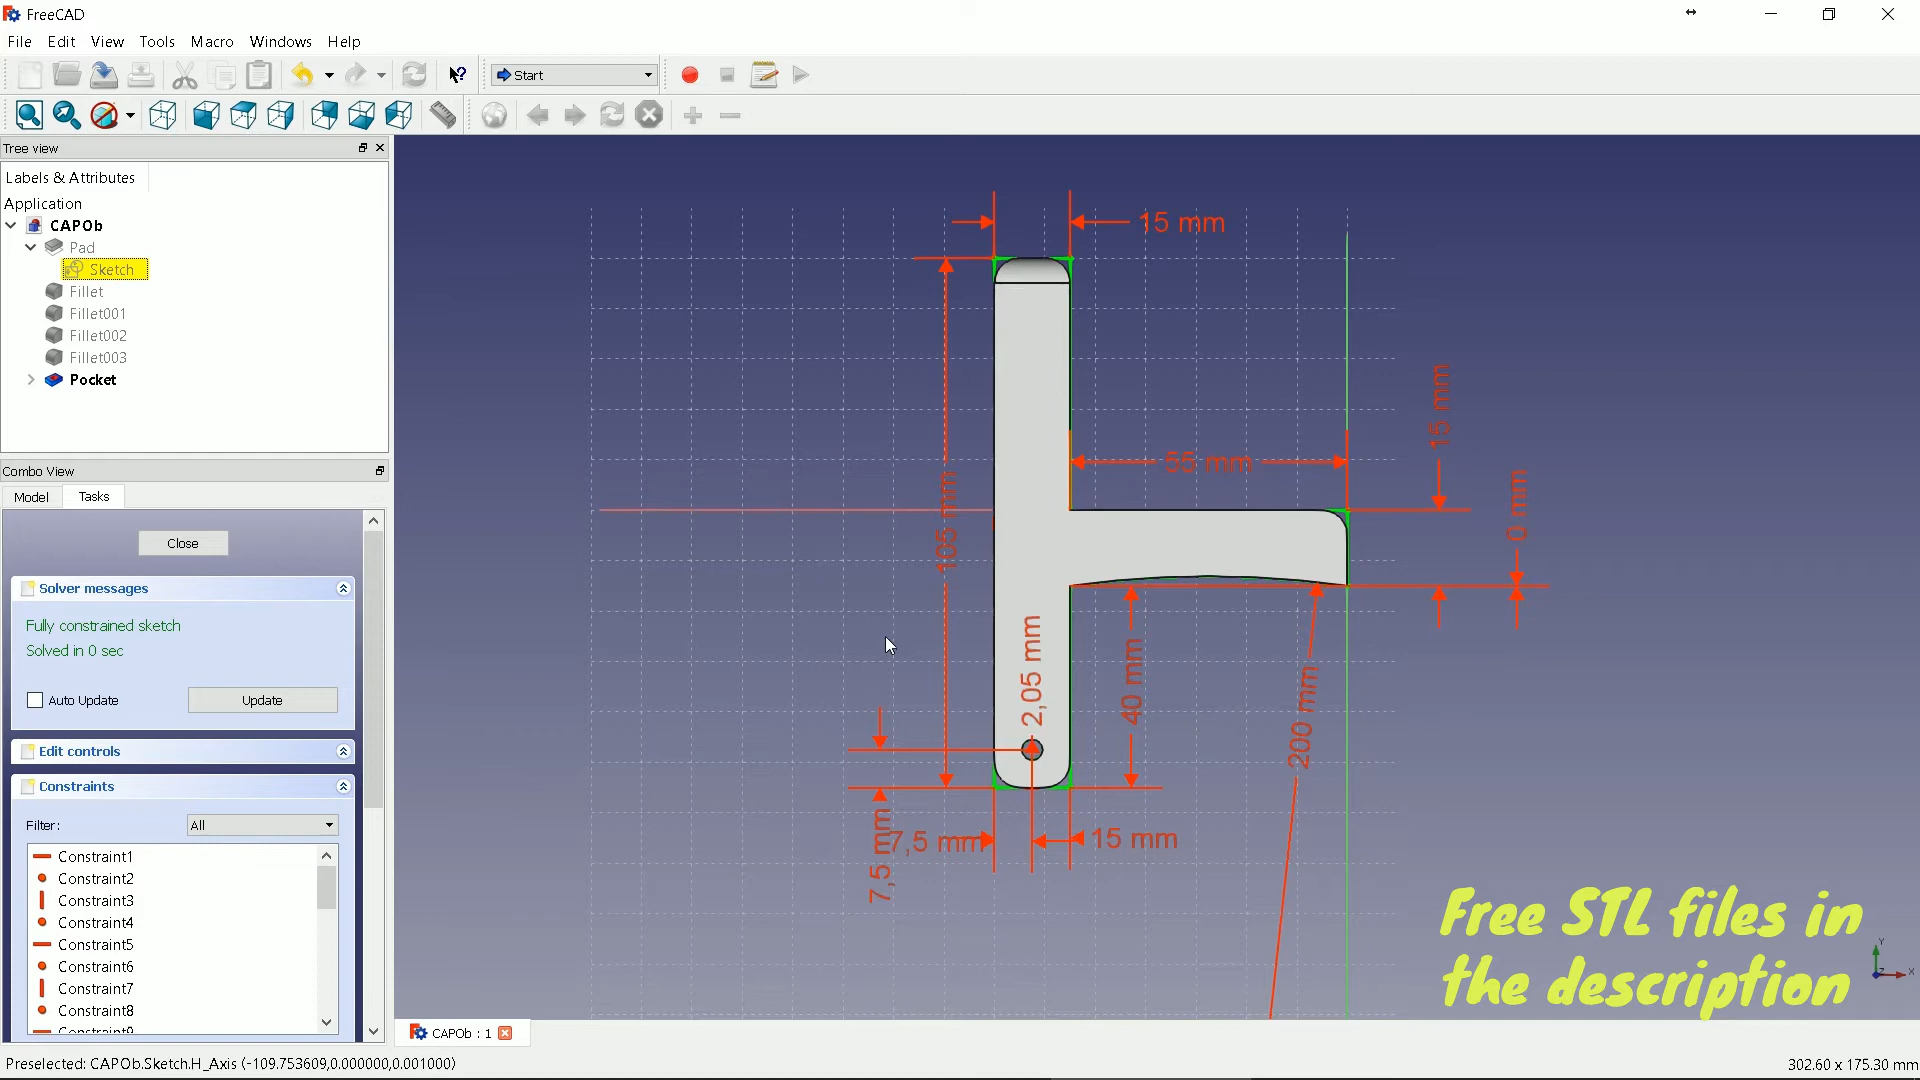 FreeCAD
File Edit View Tools Macro Windows Help
Start
Tree view
Labels & Attributes
Application
CAPOb
Pad
Sketch
Fillet
Fillet001
Fillet002
Fillet003
Pocket
Combo View
Model Tasks
Close
Solver messages
Fully constrained sketch
Solved in 0 sec
Auto Update Update
Edit controls
Constraints
Filter: All
Constraint1
Constraint2
Constraint3
Constraint4
Constraint5
Constraint6
Constraint7
Constraint8
Constraint9
15 mm
15 mm
55 mm
0 mm
105 mm
2,05 mm
40 mm
200 mm
7,5 mm
7,5 mm
15 mm
Free STL files in
the description
Y
Z X
CAPOb : 1
Preselected: CAPOb.Sketch.H_Axis (-109.753609,0.000000,0.001000)
302.60 x 175.30 mm